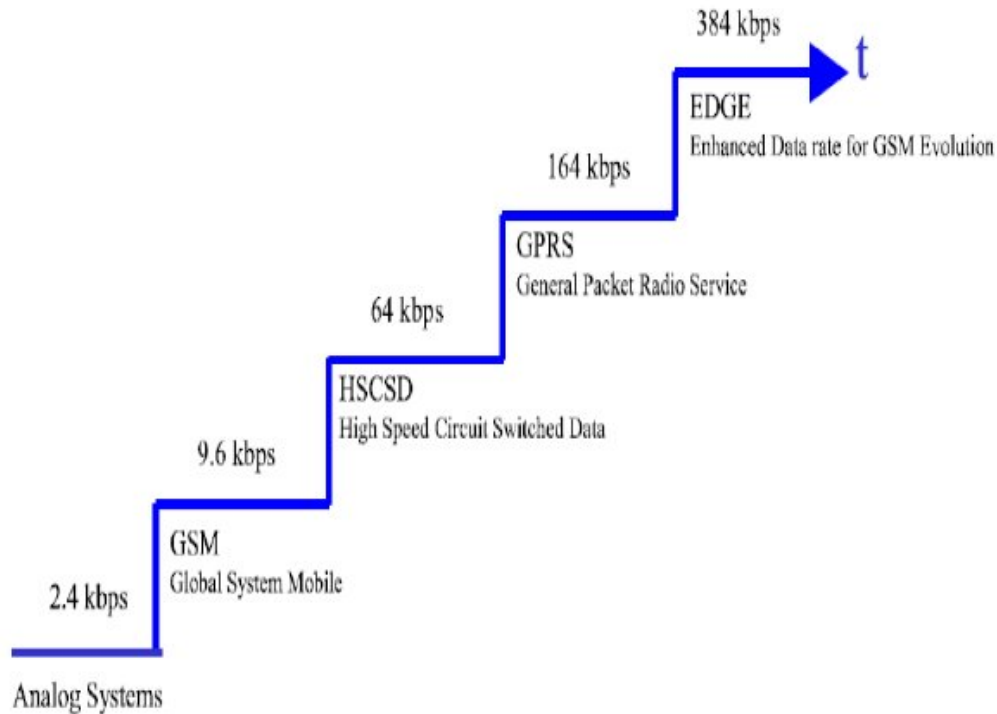 384 kbps
t
EDGE
Enhanced Data rate for GSM Evolution
164 kbps
GPRS
General Packet Radio Service
64 kbps
HSCSD
High Speed Circuit Switched Data
9.6 kbps
GSM
Global System Mobile
2.4 kbps
Analog Systems